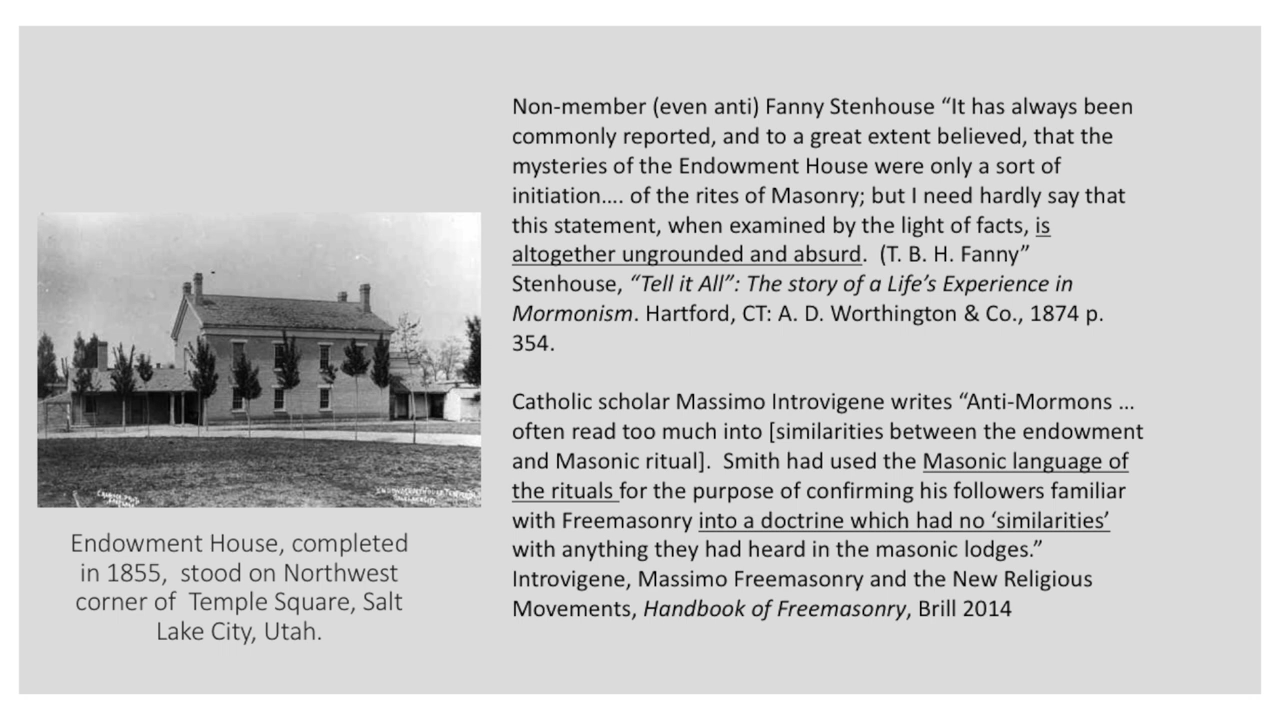 Non-member (even anti) Fanny Stenhouse “It has always been
commonly reported, and to a great extent believed, that the
mysteries of the Endowment House were only a sort of
initiation…. of the rites of Masonry; but I need hardly say that
this statement, when examined by the light of facts, is
altogether ungrounded and absurd.  (T. B. H. Fanny”
Stenhouse, “Tell it All”: The story of a Life’s Experience in
Mormonism. Hartford, CT: A. D. Worthington & Co., 1874 p.
354.
Catholic scholar Massimo Introvigene writes “Anti-Mormons …
often read too much into [similarities between the endowment
and Masonic ritual].  Smith had used the Masonic language of
the rituals for the purpose of confirming his followers familiar
with Freemasonry into a doctrine which had no ‘similarities’
with anything they had heard in the masonic lodges.”
Introvigene, Massimo Freemasonry and the New Religious
Movements, Handbook of Freemasonry, Brill 2014
Endowment House, completed
in 1855,  stood on Northwest
corner of  Temple Square, Salt
Lake City, Utah.